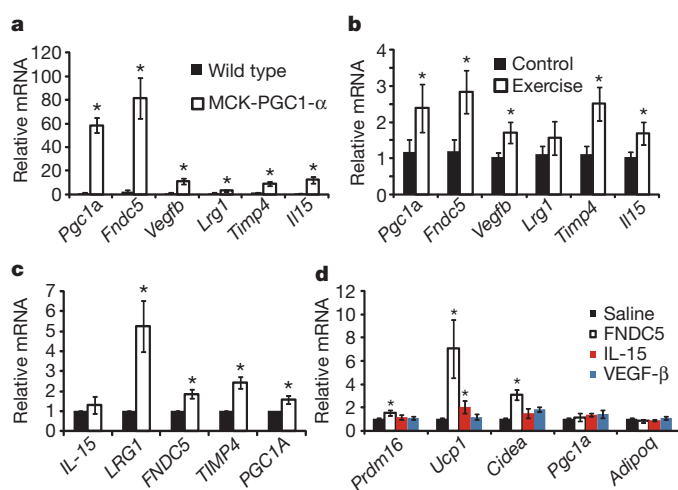 a
Relative mRNA
120
100
80
60
40
20
0
Wild type
MCK-PGC1-α
*
*
*
*
*
*
Pgc1a
Fndc5
Vegfb
Lrg1
Timp4
Il15
b
Relative mRNA
4
3
2
1
0
Control
Exercise
*
*
*
*
*
Pgc1a
Fndc5
Vegfb
Lrg1
Timp4
Il15
c
Relative mRNA
7
6
5
4
3
2
1
0
*
*
*
*
IL-15
LRG1
FNDC5
TIMP4
PGC1A
d
Relative mRNA
12
10
8
6
4
2
0
Saline
FNDC5
IL-15
VEGF-β
*
*
*
*
Prdm16
Ucp1
Cidea
Pgc1a
Adipoq